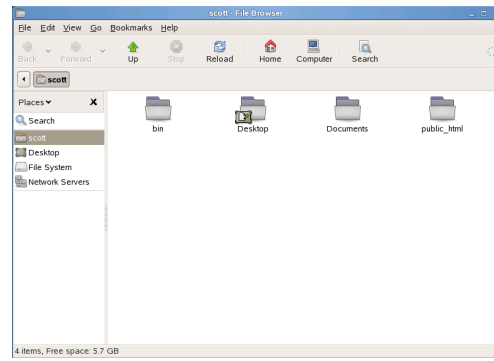 scott - File Browser
File Edit View Go Bookmarks Help
Back Forward Up Stop Reload Home Computer Search
scott
Places X
Search
scott
Desktop
File System
Network Servers
bin Desktop Documents public_html
4 items, Free space: 5.7 GB